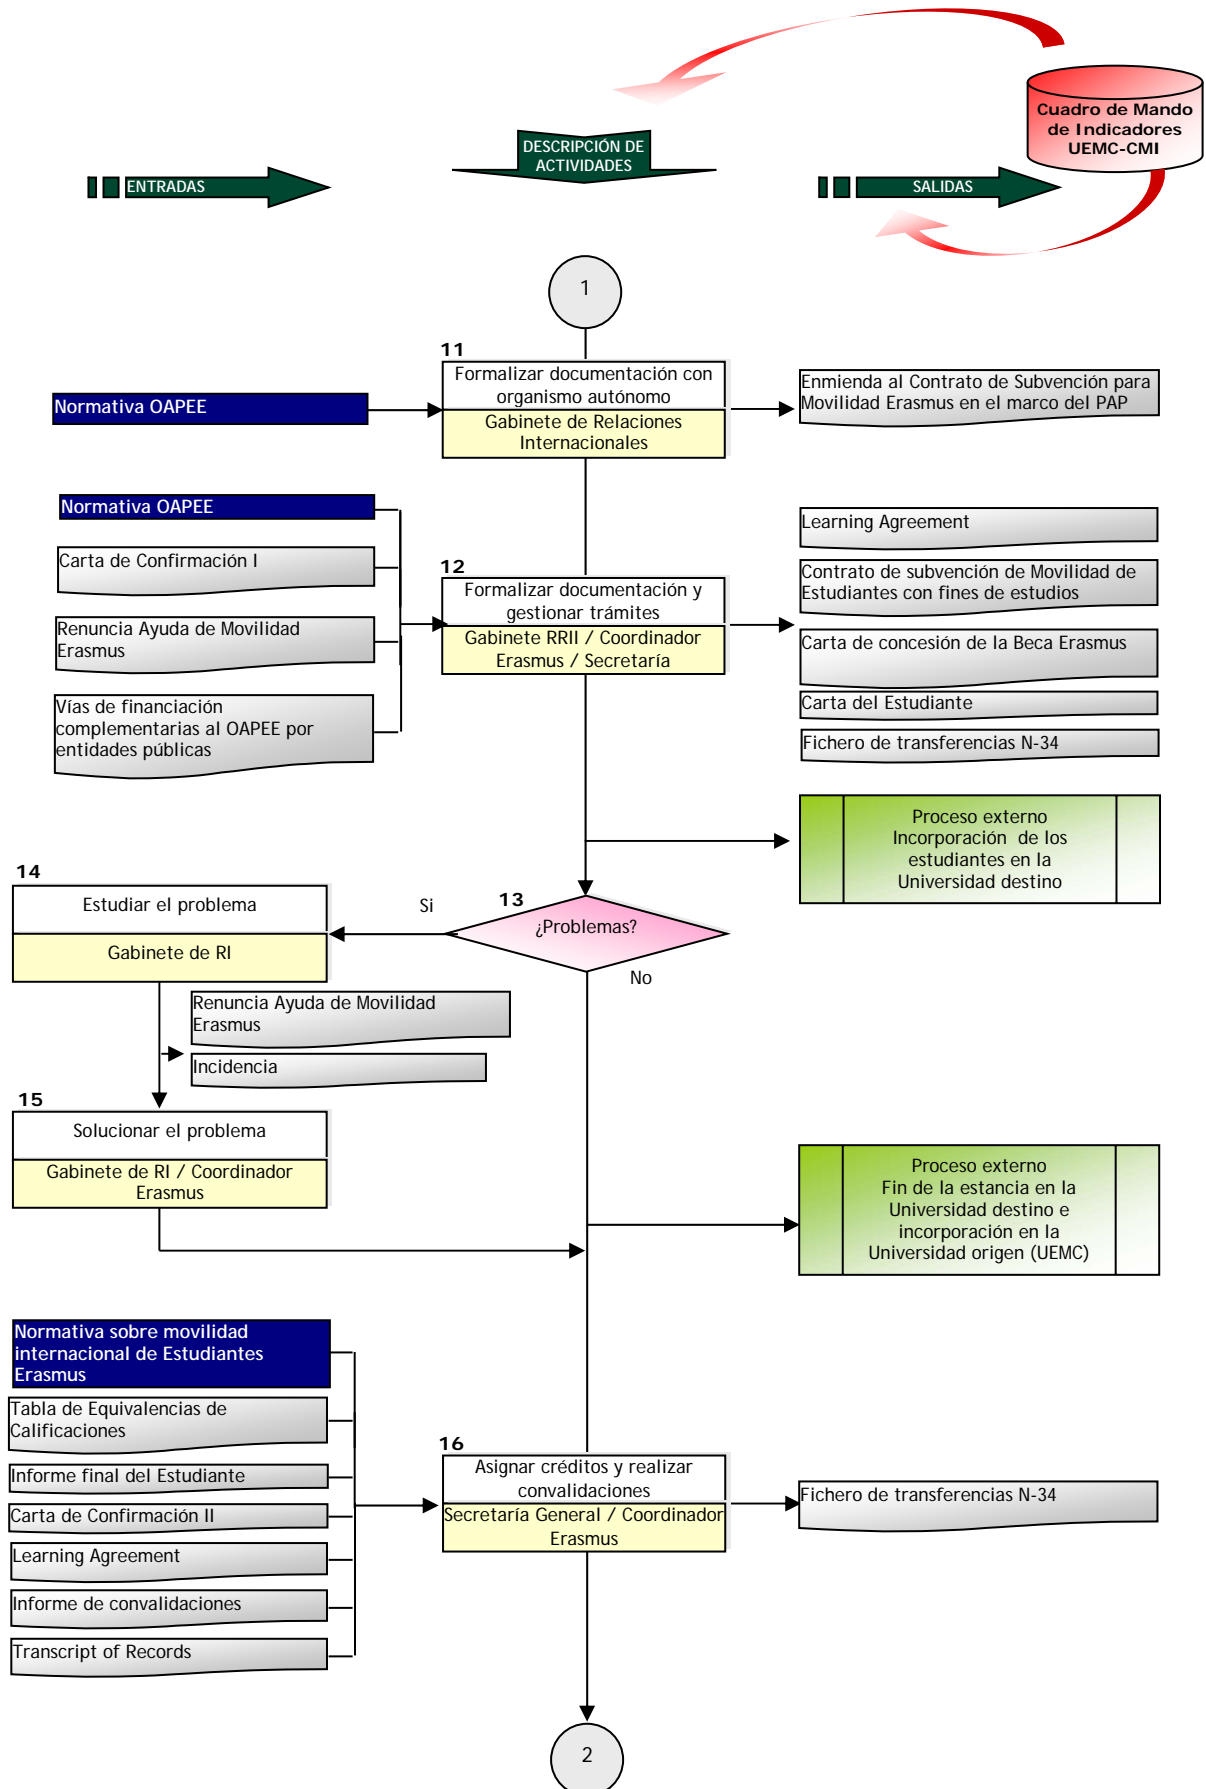 Cuadro de Mando
de Indicadores
UEMC-CMI
DESCRIPCIÓN DE
ACTIVIDADES
ENTRADAS
SALIDAS
1
11
Formalizar documentación con
organismo autónomo
Gabinete de Relaciones
Internacionales
Normativa OAPEE
Enmienda al Contrato de Subvención para
Movilidad Erasmus en el marco del PAP
Normativa OAPEE
Carta de Confirmación I
Renuncia Ayuda de Movilidad
Erasmus
Vías de financiación
complementarias al OAPEE por
entidades públicas
12
Formalizar documentación y
gestionar trámites
Gabinete RRII / Coordinador
Erasmus / Secretaría
Learning Agreement
Contrato de subvención de Movilidad de
Estudiantes con fines de estudios
Carta de concesión de la Beca Erasmus
Carta del Estudiante
Fichero de transferencias N-34
Proceso externo
Incorporación de los
estudiantes en la
Universidad destino
13
¿Problemas?
Si
No
14
Estudiar el problema
Gabinete de RI
Renuncia Ayuda de Movilidad
Erasmus
Incidencia
15
Solucionar el problema
Gabinete de RI / Coordinador
Erasmus
Proceso externo
Fin de la estancia en la
Universidad destino e
incorporación en la
Universidad origen (UEMC)
Normativa sobre movilidad
internacional de Estudiantes
Erasmus
Tabla de Equivalencias de
Calificaciones
Informe final del Estudiante
Carta de Confirmación II
Learning Agreement
Informe de convalidaciones
Transcript of Records
16
Asignar créditos y realizar
convalidaciones
Secretaría General / Coordinador
Erasmus
Fichero de transferencias N-34
2